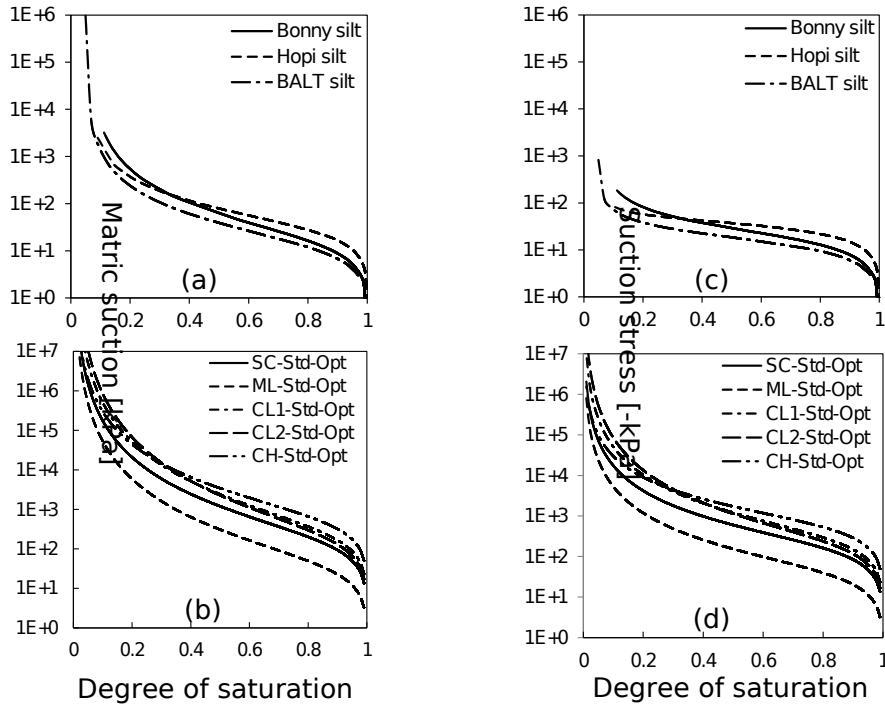 1E+6
1E+5
1E+4
1E+3
1E+2
1E+1
1E+0
0 0.2 0.4 0.6 0.8 1
Bonny silt
Hopi silt
BALT silt
(a)
1E+6
1E+5
1E+4
1E+3
1E+2
1E+1
1E+0
0 0.2 0.4 0.6 0.8 1
Bonny silt
Hopi silt
BALT silt
(c)
Matric suction [kPa]
Suction stress [-kPa]
1E+7
1E+6
1E+5
1E+4
1E+3
1E+2
1E+1
1E+0
0 0.2 0.4 0.6 0.8 1
SC-Std-Opt
ML-Std-Opt
CL1-Std-Opt
CL2-Std-Opt
CH-Std-Opt
(b)
Degree of saturation
1E+7
1E+6
1E+5
1E+4
1E+3
1E+2
1E+1
1E+0
0 0.2 0.4 0.6 0.8 1
SC-Std-Opt
ML-Std-Opt
CL1-Std-Opt
CL2-Std-Opt
CH-Std-Opt
(d)
Degree of saturation